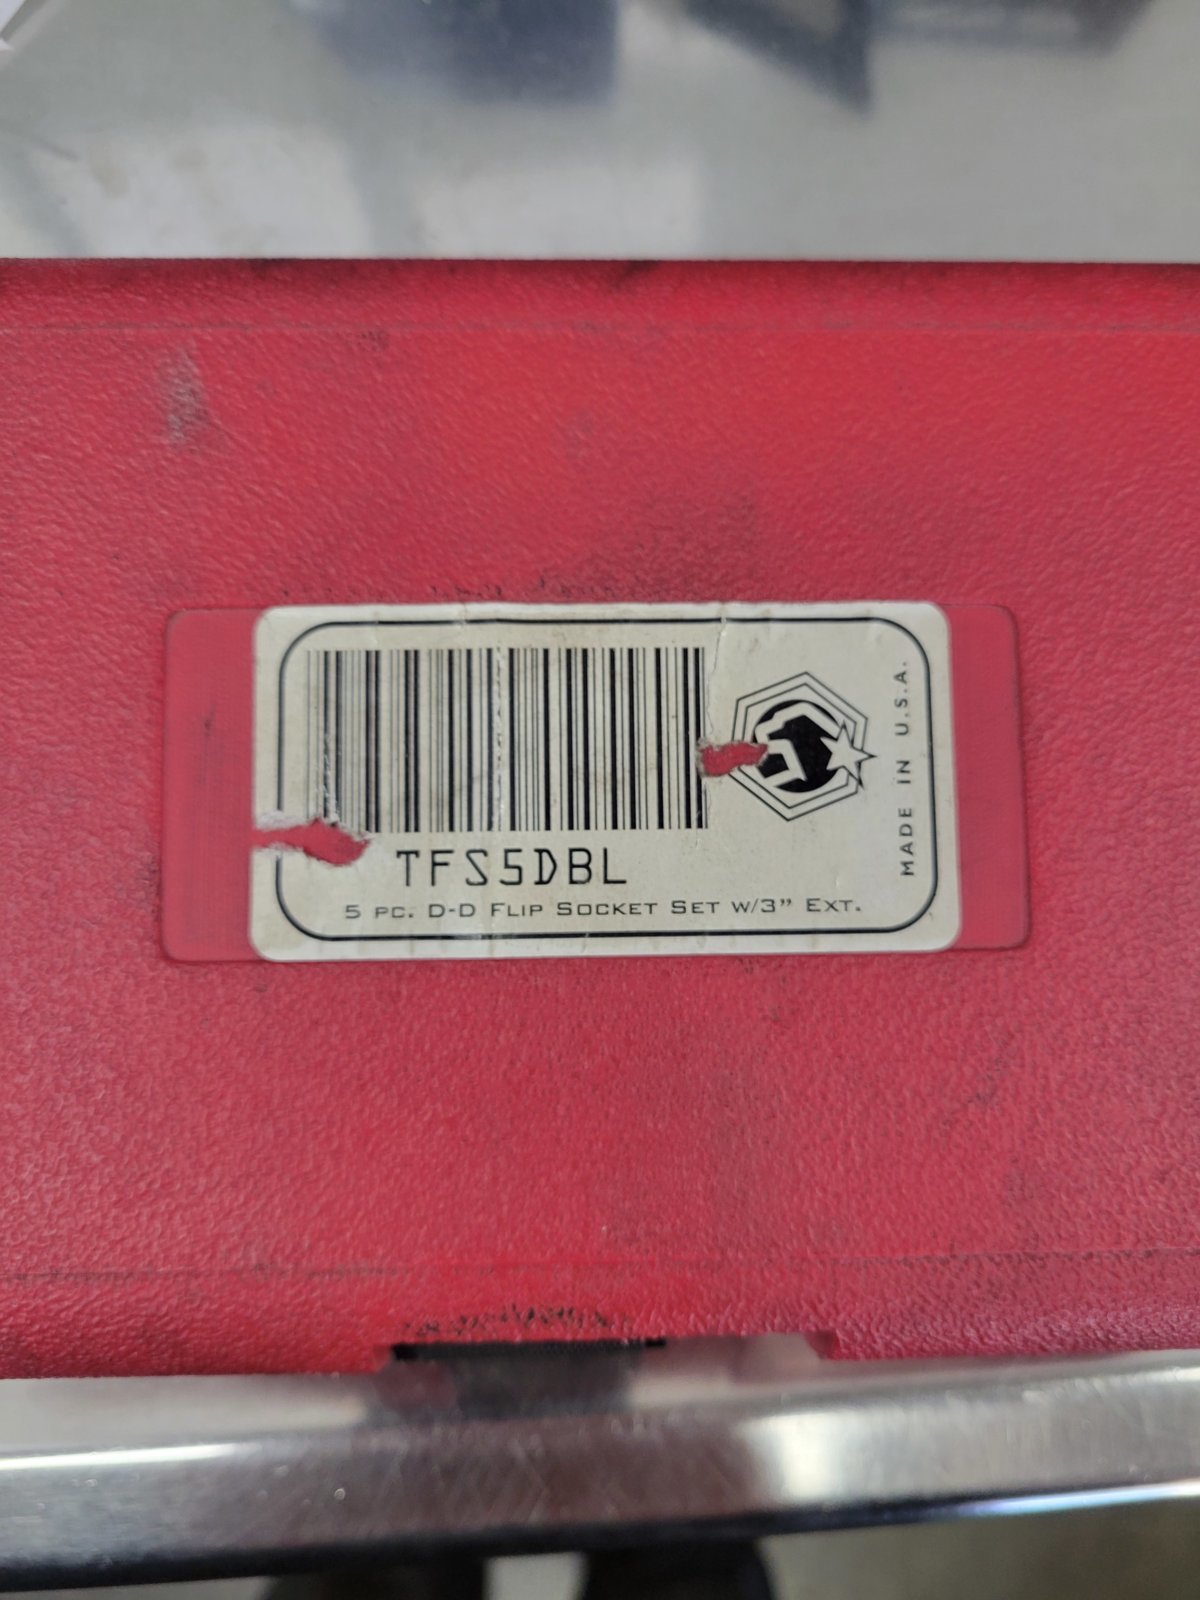 TFS5DBL
5 PC. D-D FLIP SOCKET SET W/3" EXT.
MADE IN U.S.A.